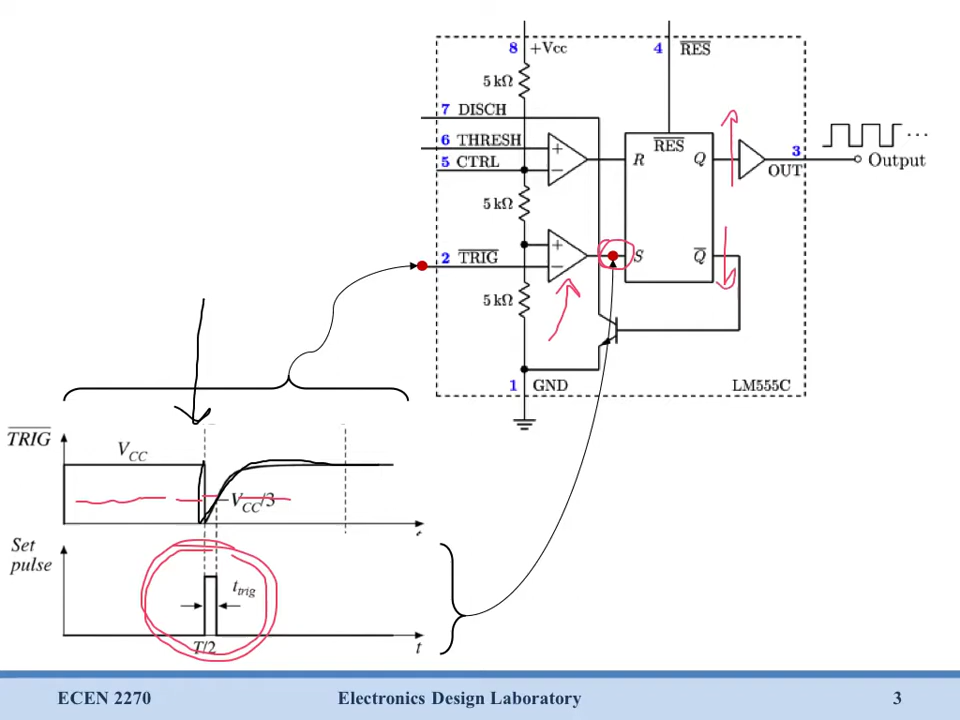 8 +Vcc
4 RES
5 kΩ
7 DISCH
6 THRESH
5 CTRL
+
−
R
RES
Q
3
OUT
Output
...
5 kΩ
2 TRIG
+
−
S
Q
5 kΩ
1 GND
LM555C
TRIG
VCC
VCC/3
t
Set
pulse
ttrig
T/2
t
ECEN 2270
Electronics Design Laboratory
3